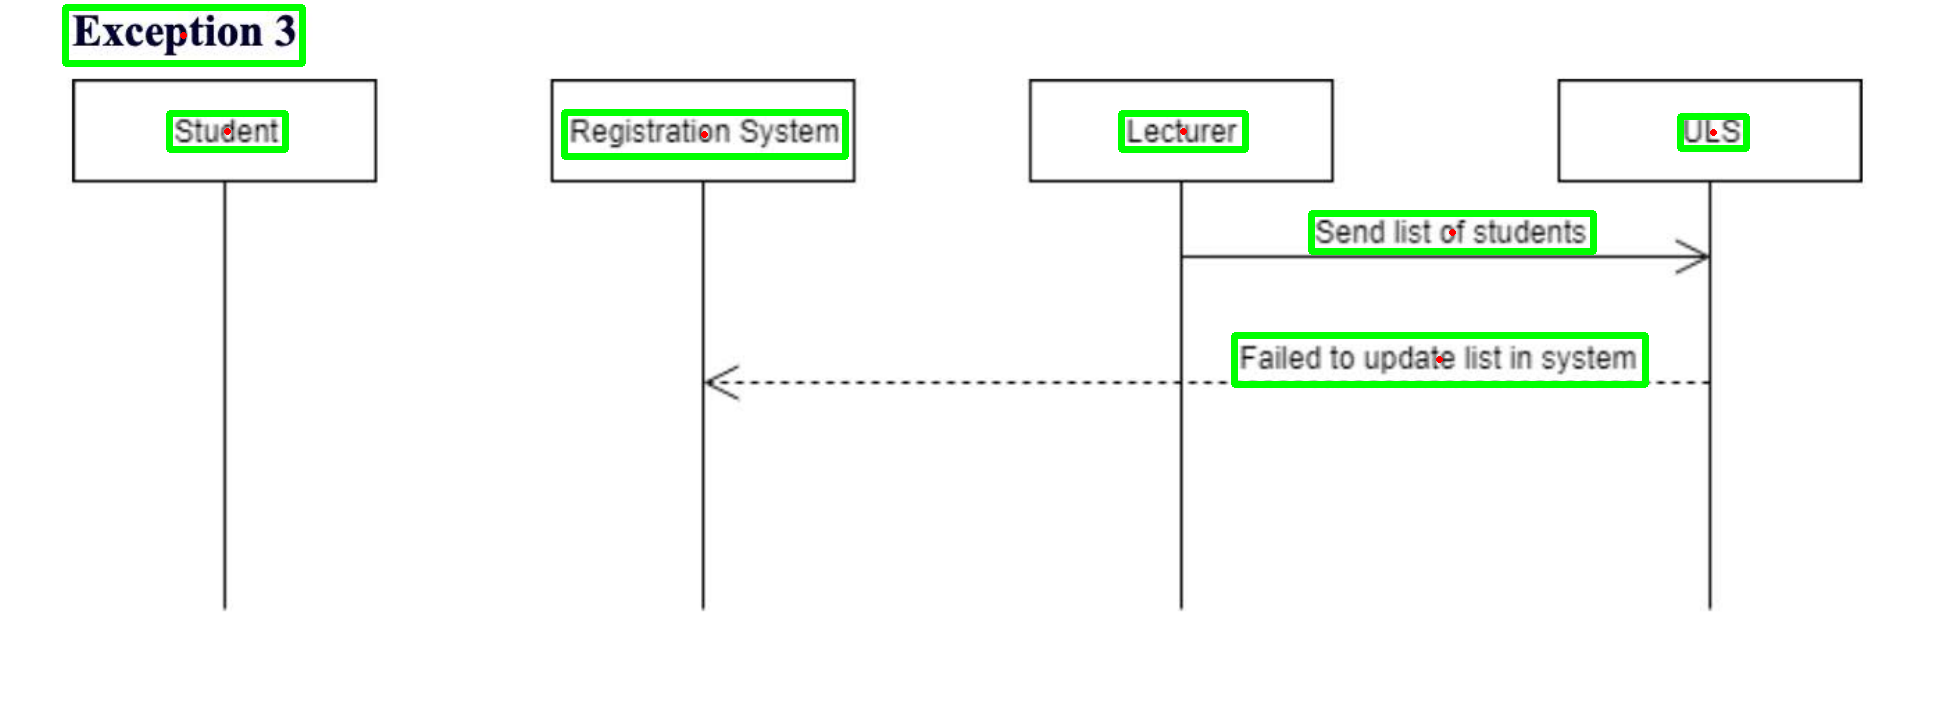 Exception 3
Student
Registration System
Lecturer
ULS
Send list of students
Failed to update list in system